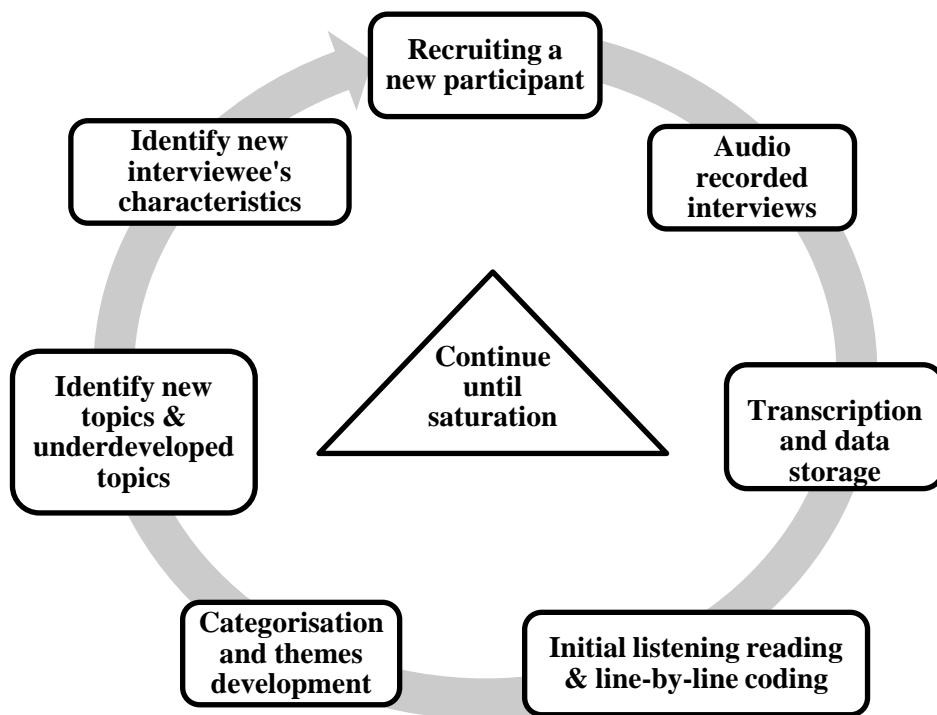 Recruiting a
new participant
Audio
recorded
interviews
Transcription
and data
storage
Initial listening reading
& line-by-line coding
Categorisation
and themes
development
Identify new
topics &
underdeveloped
topics
Identify new
interviewee's
characteristics
Continue
until
saturation